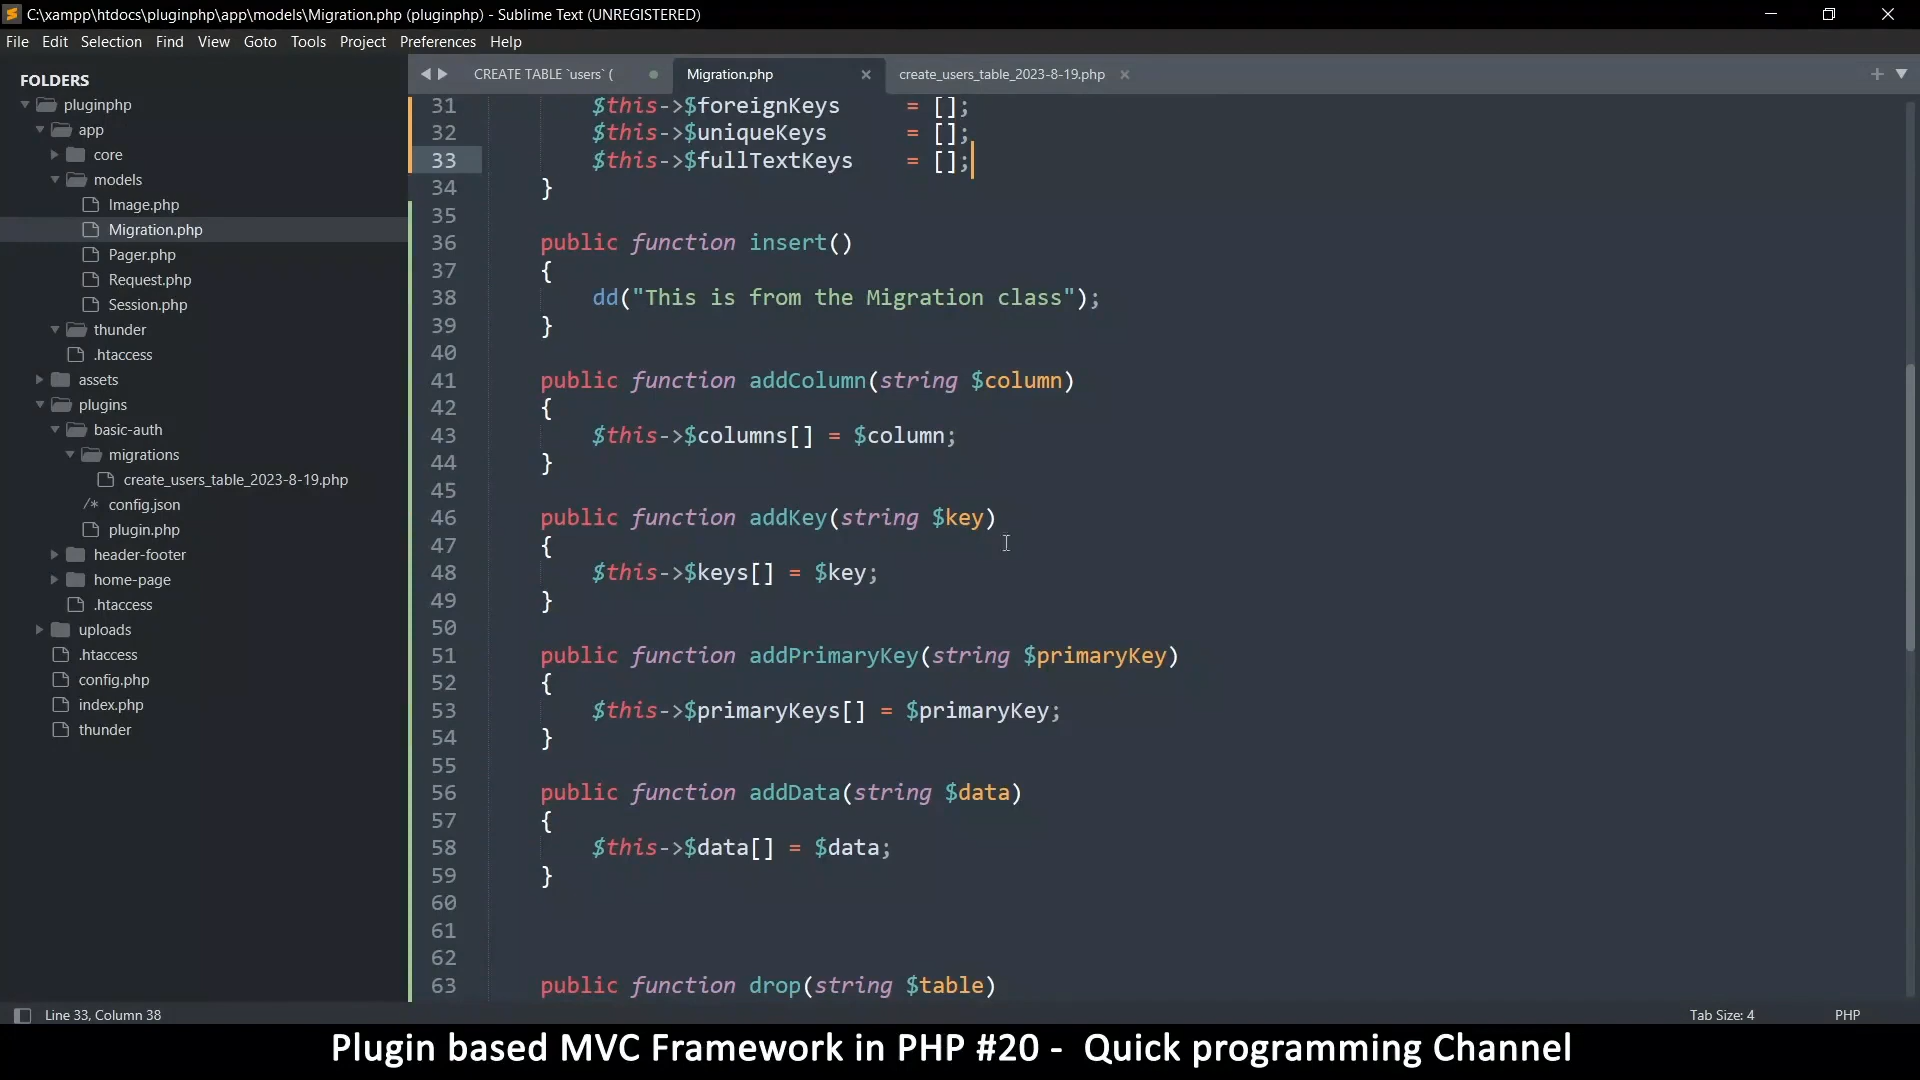 C:\xampp\htdocs\pluginphp\app\models\Migration.php (pluginphp) - Sublime Text (UNREGISTERED)
File Edit Selection Find View Goto Tools Project Preferences Help
FOLDERS
pluginphp
app
core
models
Image.php
Migration.php
Pager.php
Request.php
Session.php
thunder
.htaccess
assets
plugins
basic-auth
migrations
create_users_table_2023-8-19.php
/* config.json
plugin.php
header-footer
home-page
.htaccess
uploads
.htaccess
config.php
index.php
thunder
CREATE TABLE `users` (
Migration.php
create_users_table_2023-8-19.php
31 $this->$foreignKeys = [];
32 $this->$uniqueKeys = [];
33 $this->$fullTextKeys = [];
34 }
35
36 public function insert()
37 {
38 dd("This is from the Migration class");
39 }
40
41 public function addColumn(string $column)
42 {
43 $this->$columns[] = $column;
44 }
45
46 public function addKey(string $key)
47 {
48 $this->$keys[] = $key;
49 }
50
51 public function addPrimaryKey(string $primaryKey)
52 {
53 $this->$primaryKeys[] = $primaryKey;
54 }
55
56 public function addData(string $data)
57 {
58 $this->$data[] = $data;
59 }
60
61
62
63 public function drop(string $table)
Line 33, Column 38
Tab Size: 4
PHP
Plugin based MVC Framework in PHP #20 - Quick programming Channel